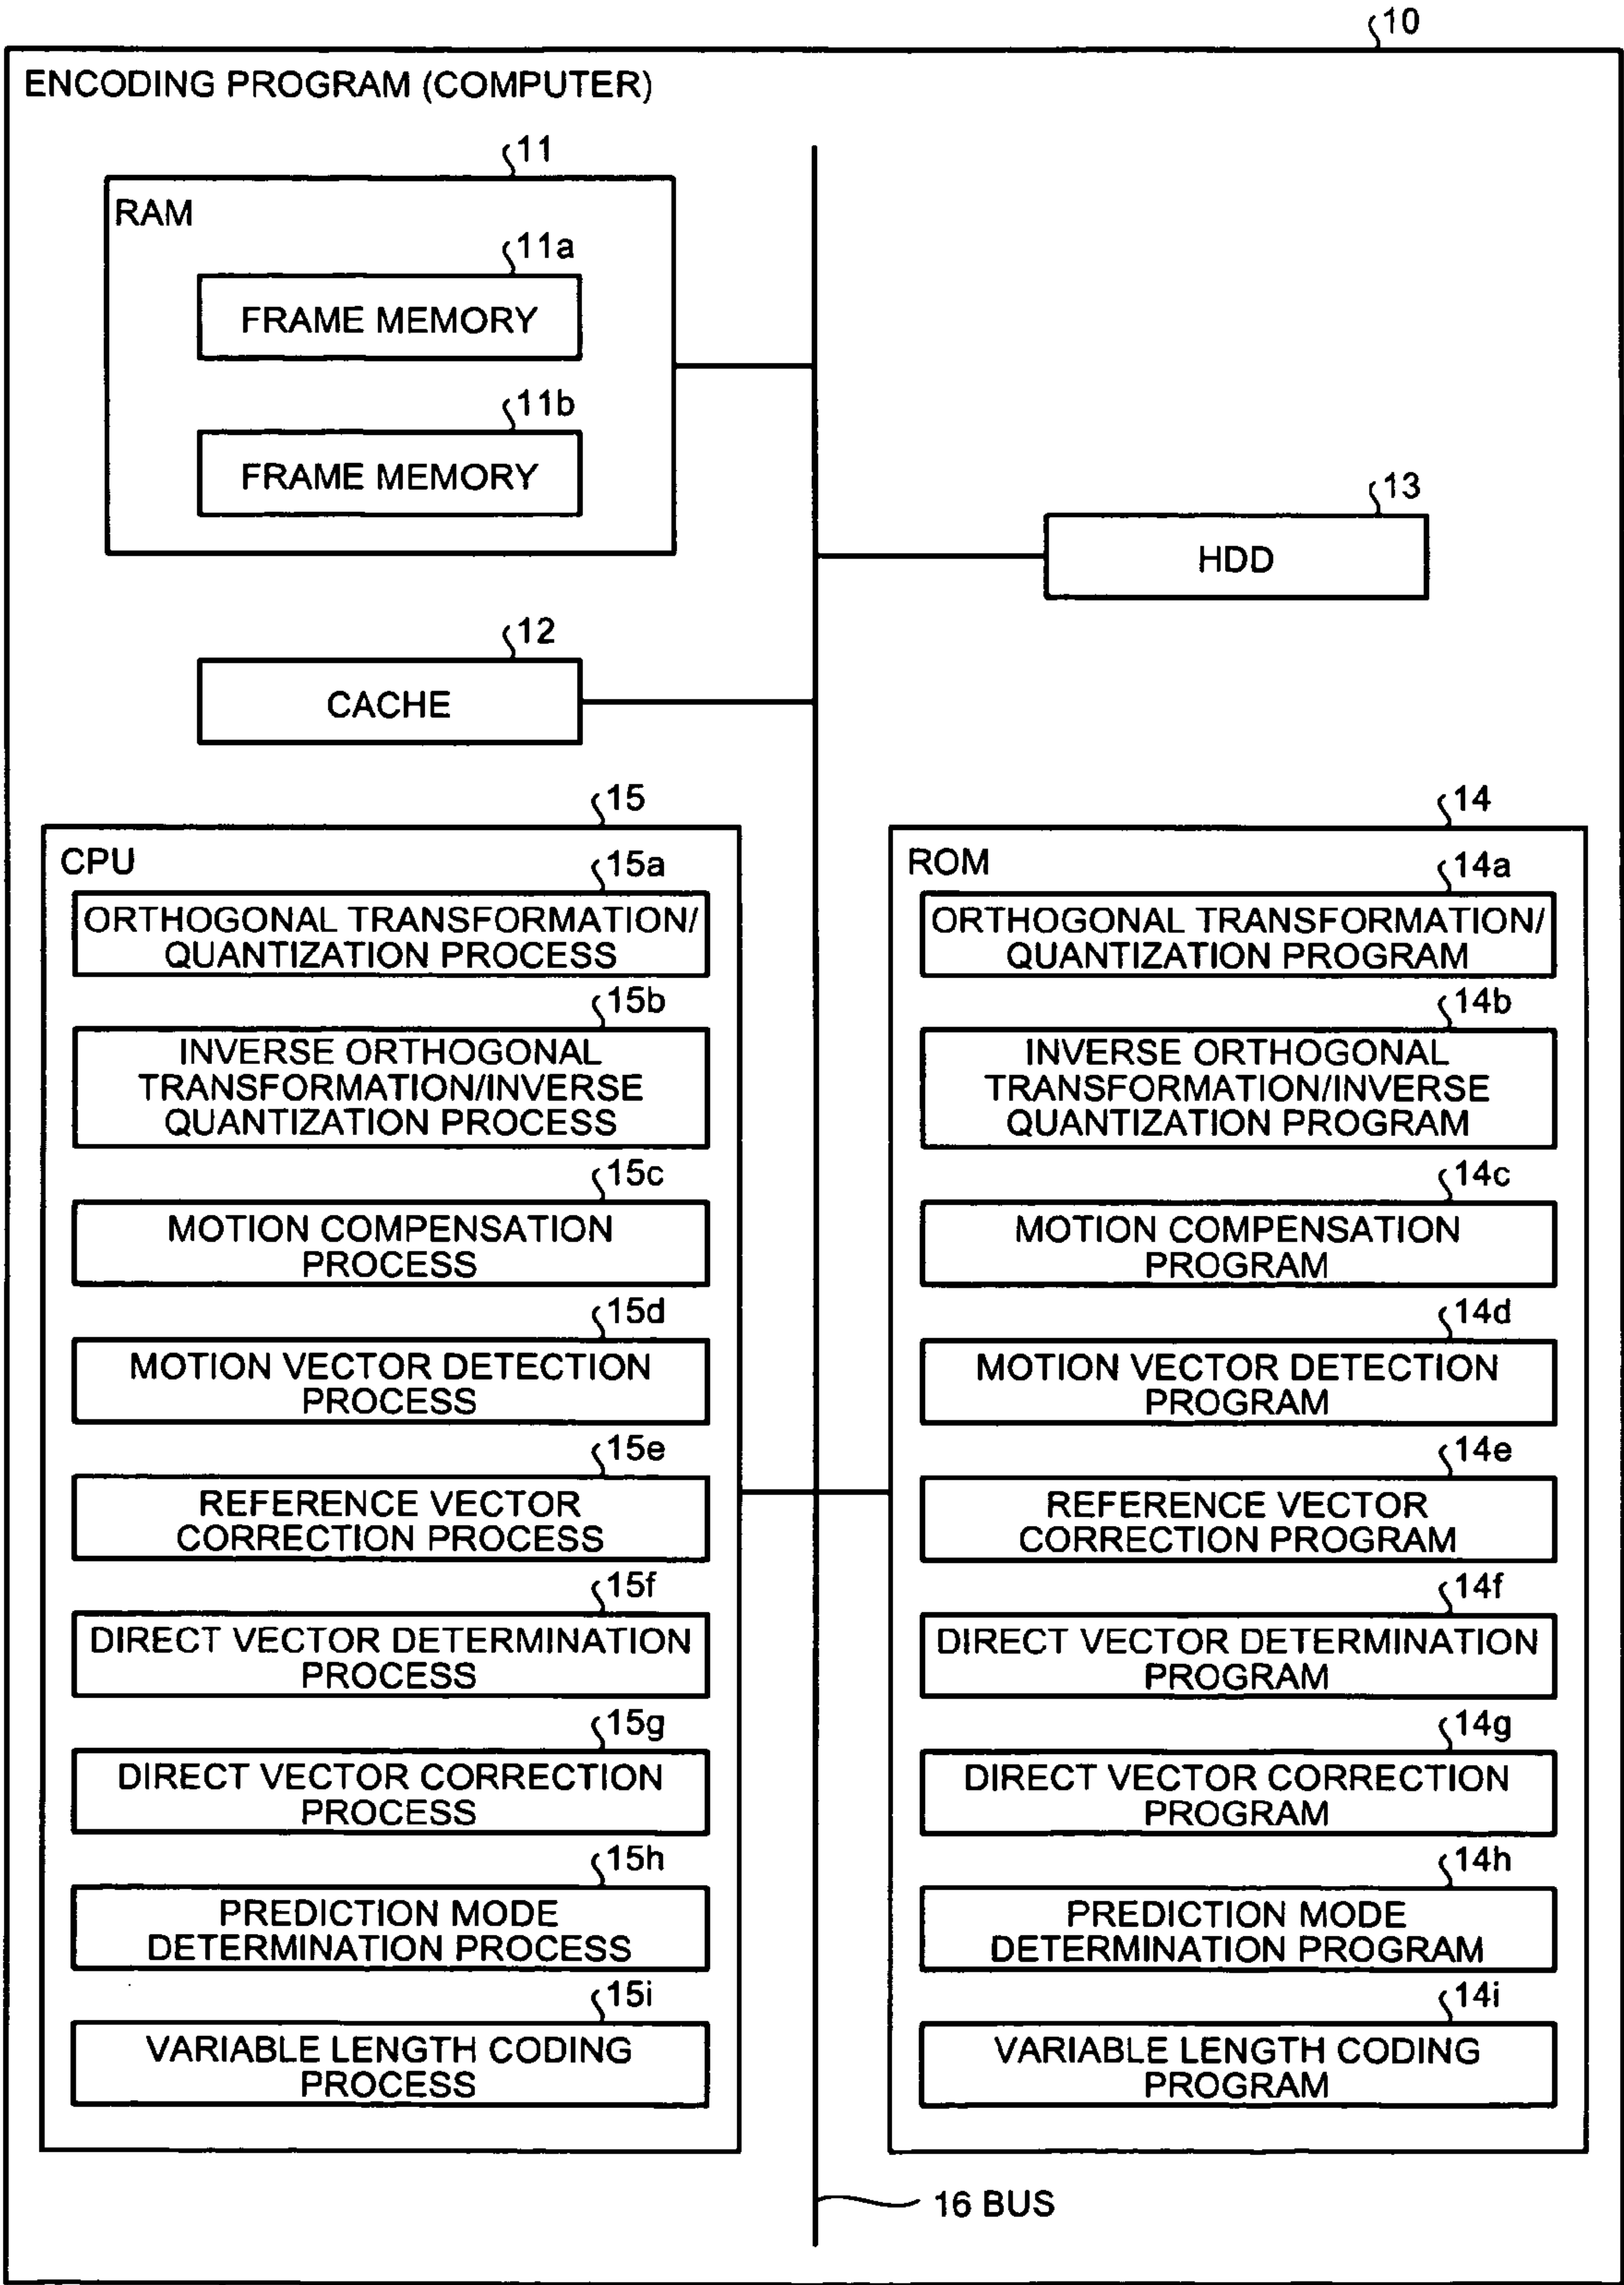 10
ENCODING PROGRAM (COMPUTER)
11
RAM
11a
FRAME MEMORY
11b
FRAME MEMORY
13
HDD
12
CACHE
15
CPU
15a
ORTHOGONAL TRANSFORMATION/
QUANTIZATION PROCESS
15b
INVERSE ORTHOGONAL
TRANSFORMATION/INVERSE
QUANTIZATION PROCESS
15c
MOTION COMPENSATION
PROCESS
15d
MOTION VECTOR DETECTION
PROCESS
15e
REFERENCE VECTOR
CORRECTION PROCESS
15f
DIRECT VECTOR DETERMINATION
PROCESS
15g
DIRECT VECTOR CORRECTION
PROCESS
15h
PREDICTION MODE
DETERMINATION PROCESS
15i
VARIABLE LENGTH CODING
PROCESS
14
ROM
14a
ORTHOGONAL TRANSFORMATION/
QUANTIZATION PROGRAM
14b
INVERSE ORTHOGONAL
TRANSFORMATION/INVERSE
QUANTIZATION PROGRAM
14c
MOTION COMPENSATION
PROGRAM
14d
MOTION VECTOR DETECTION
PROGRAM
14e
REFERENCE VECTOR
CORRECTION PROGRAM
14f
DIRECT VECTOR DETERMINATION
PROGRAM
14g
DIRECT VECTOR CORRECTION
PROGRAM
14h
PREDICTION MODE
DETERMINATION PROGRAM
14i
VARIABLE LENGTH CODING
PROGRAM
16 BUS